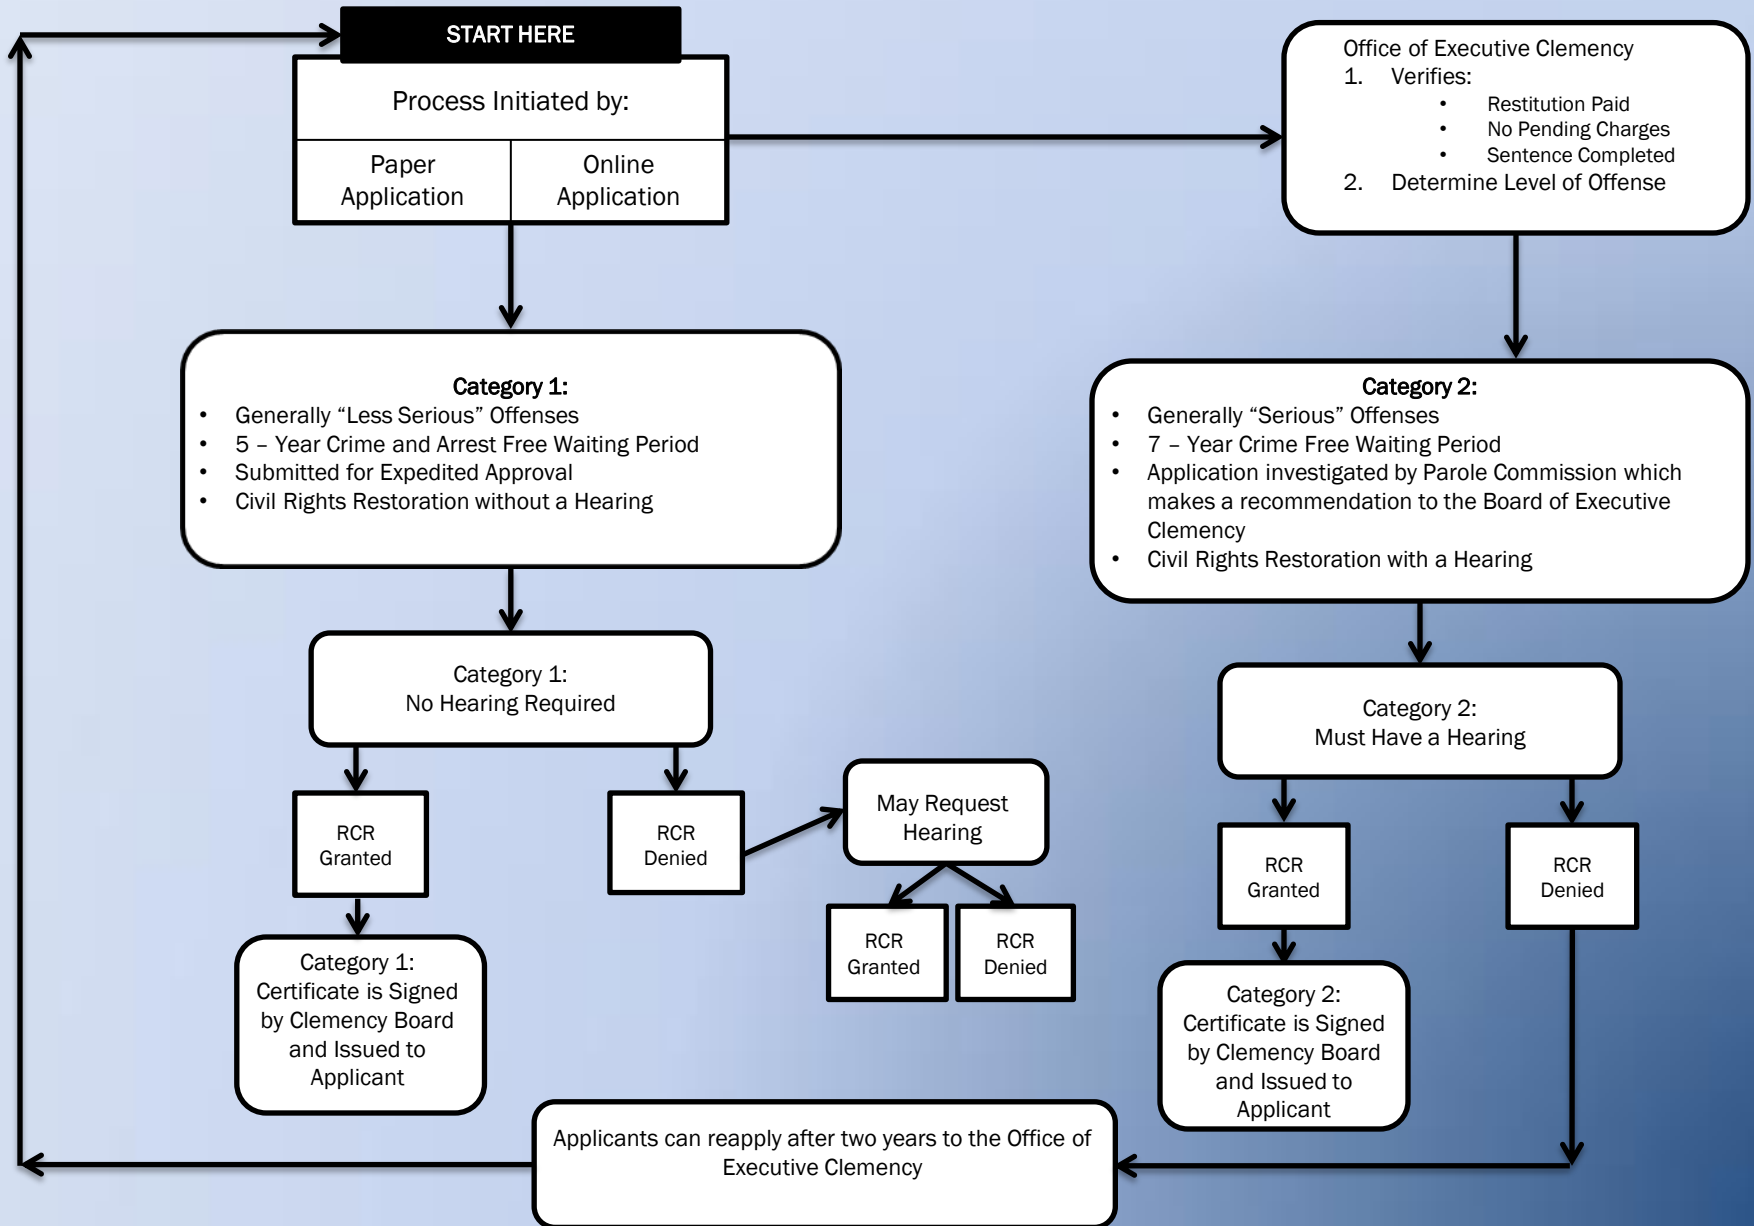 START HERE
Process Initiated by:
Paper
Application
Online
Application
Office of Executive Clemency
1. Verifies:
• Restitution Paid
• No Pending Charges
• Sentence Completed
2. Determine Level of Offense
Category 1:
• Generally “Less Serious” Offenses
• 5 – Year Crime and Arrest Free Waiting Period
• Submitted for Expedited Approval
• Civil Rights Restoration without a Hearing
Category 2:
• Generally “Serious” Offenses
• 7 – Year Crime Free Waiting Period
• Application investigated by Parole Commission which
makes a recommendation to the Board of Executive
Clemency
• Civil Rights Restoration with a Hearing
Category 1:
No Hearing Required
Category 2:
Must Have a Hearing
RCR
Granted
RCR
Denied
May Request
Hearing
RCR
Granted
RCR
Denied
RCR
Granted
RCR
Denied
Category 1:
Certificate is Signed
by Clemency Board
and Issued to
Applicant
Category 2:
Certificate is Signed
by Clemency Board
and Issued to
Applicant
Applicants can reapply after two years to the Office of
Executive Clemency